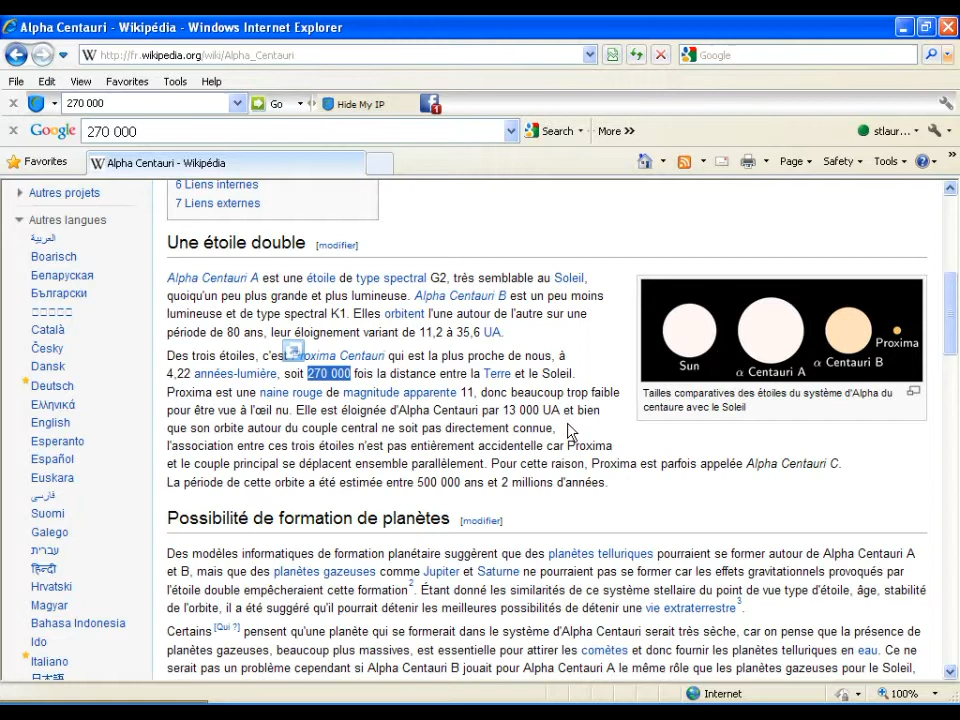 Alpha Centauri - Wikipédia - Windows Internet Explorer
http://fr.wikipedia.org/wiki/Alpha_Centauri
Google
File Edit View Favorites Tools Help
270 000
Go
Hide My IP
1
Google
270 000
Search
More »
stlaur...
Favorites
Alpha Centauri - Wikipédia
Page
Safety
Tools
Autres projets
Autres langues
العربية
Boarisch
Беларуская
Български
Català
Česky
Dansk
Deutsch
Ελληνικά
English
Esperanto
Español
Euskara
فارسی
Suomi
Galego
עברית
हिन्दी
Hrvatski
Magyar
Bahasa Indonesia
Ido
Italiano
日本語
6 Liens internes
7 Liens externes
Une étoile double [modifier]
Alpha Centauri A est une étoile de type spectral G2, très semblable au Soleil,
quoiqu'un peu plus grande et plus lumineuse. Alpha Centauri B est un peu moins
lumineuse et de type spectral K1. Elles orbitent l'une autour de l'autre sur une
période de 80 ans, leur éloignement variant de 11,2 à 35,6 UA.
Des trois étoiles, c'est Proxima Centauri qui est la plus proche de nous, à
4,22 années-lumière, soit 270 000 fois la distance entre la Terre et le Soleil.
Proxima est une naine rouge de magnitude apparente 11, donc beaucoup trop faible
pour être vue à l'œil nu. Elle est éloignée d'Alpha Centauri par 13 000 UA et bien
que son orbite autour du couple central ne soit pas directement connue,
l'association entre ces trois étoiles n'est pas entièrement accidentelle car Proxima
et le couple principal se déplacent ensemble parallèlement. Pour cette raison, Proxima est parfois appelée Alpha Centauri C.
La période de cette orbite a été estimée entre 500 000 ans et 2 millions d'années.
Sun
α Centauri A
α Centauri B
Proxima
Tailles comparatives des étoiles du système d'Alpha du
centaure avec le Soleil
Possibilité de formation de planètes [modifier]
Des modèles informatiques de formation planétaire suggèrent que des planètes telluriques pourraient se former autour de Alpha Centauri A
et B, mais que des planètes gazeuses comme Jupiter et Saturne ne pourraient pas se former car les effets gravitationnels provoqués par
l'étoile double empêcheraient cette formation2. Étant donné les similarités de ce système stellaire du point de vue type d'étoile, âge, stabilité
de l'orbite, il a été suggéré qu'il pourrait détenir les meilleures possibilités de détenir une vie extraterrestre3.
Certains [Qui ?] pensent qu'une planète qui se formerait dans le système d'Alpha Centauri serait très sèche, car on pense que la présence de
planètes gazeuses, beaucoup plus massives, est essentielle pour attirer les comètes et donc fournir les planètes telluriques en eau. Ce ne
serait pas un problème cependant si Alpha Centauri B jouait pour Alpha Centauri A le même rôle que les planètes gazeuses pour le Soleil,
Internet
100%